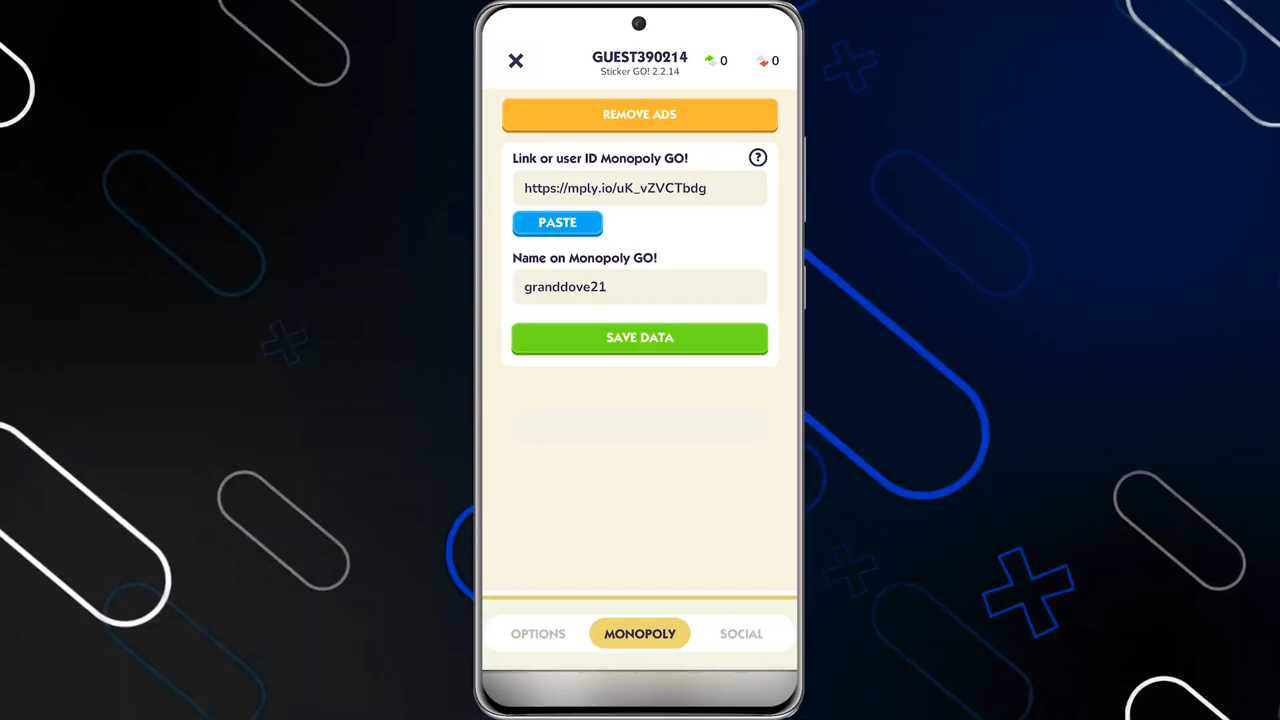 GUEST390214
Sticker GO! 2.2.14
0
0
REMOVE ADS
Link or user ID Monopoly GO!
?
https://mply.io/uK_vZVCTbdg
PASTE
Name on Monopoly GO!
granddove21
SAVE DATA
OPTIONS
MONOPOLY
SOCIAL